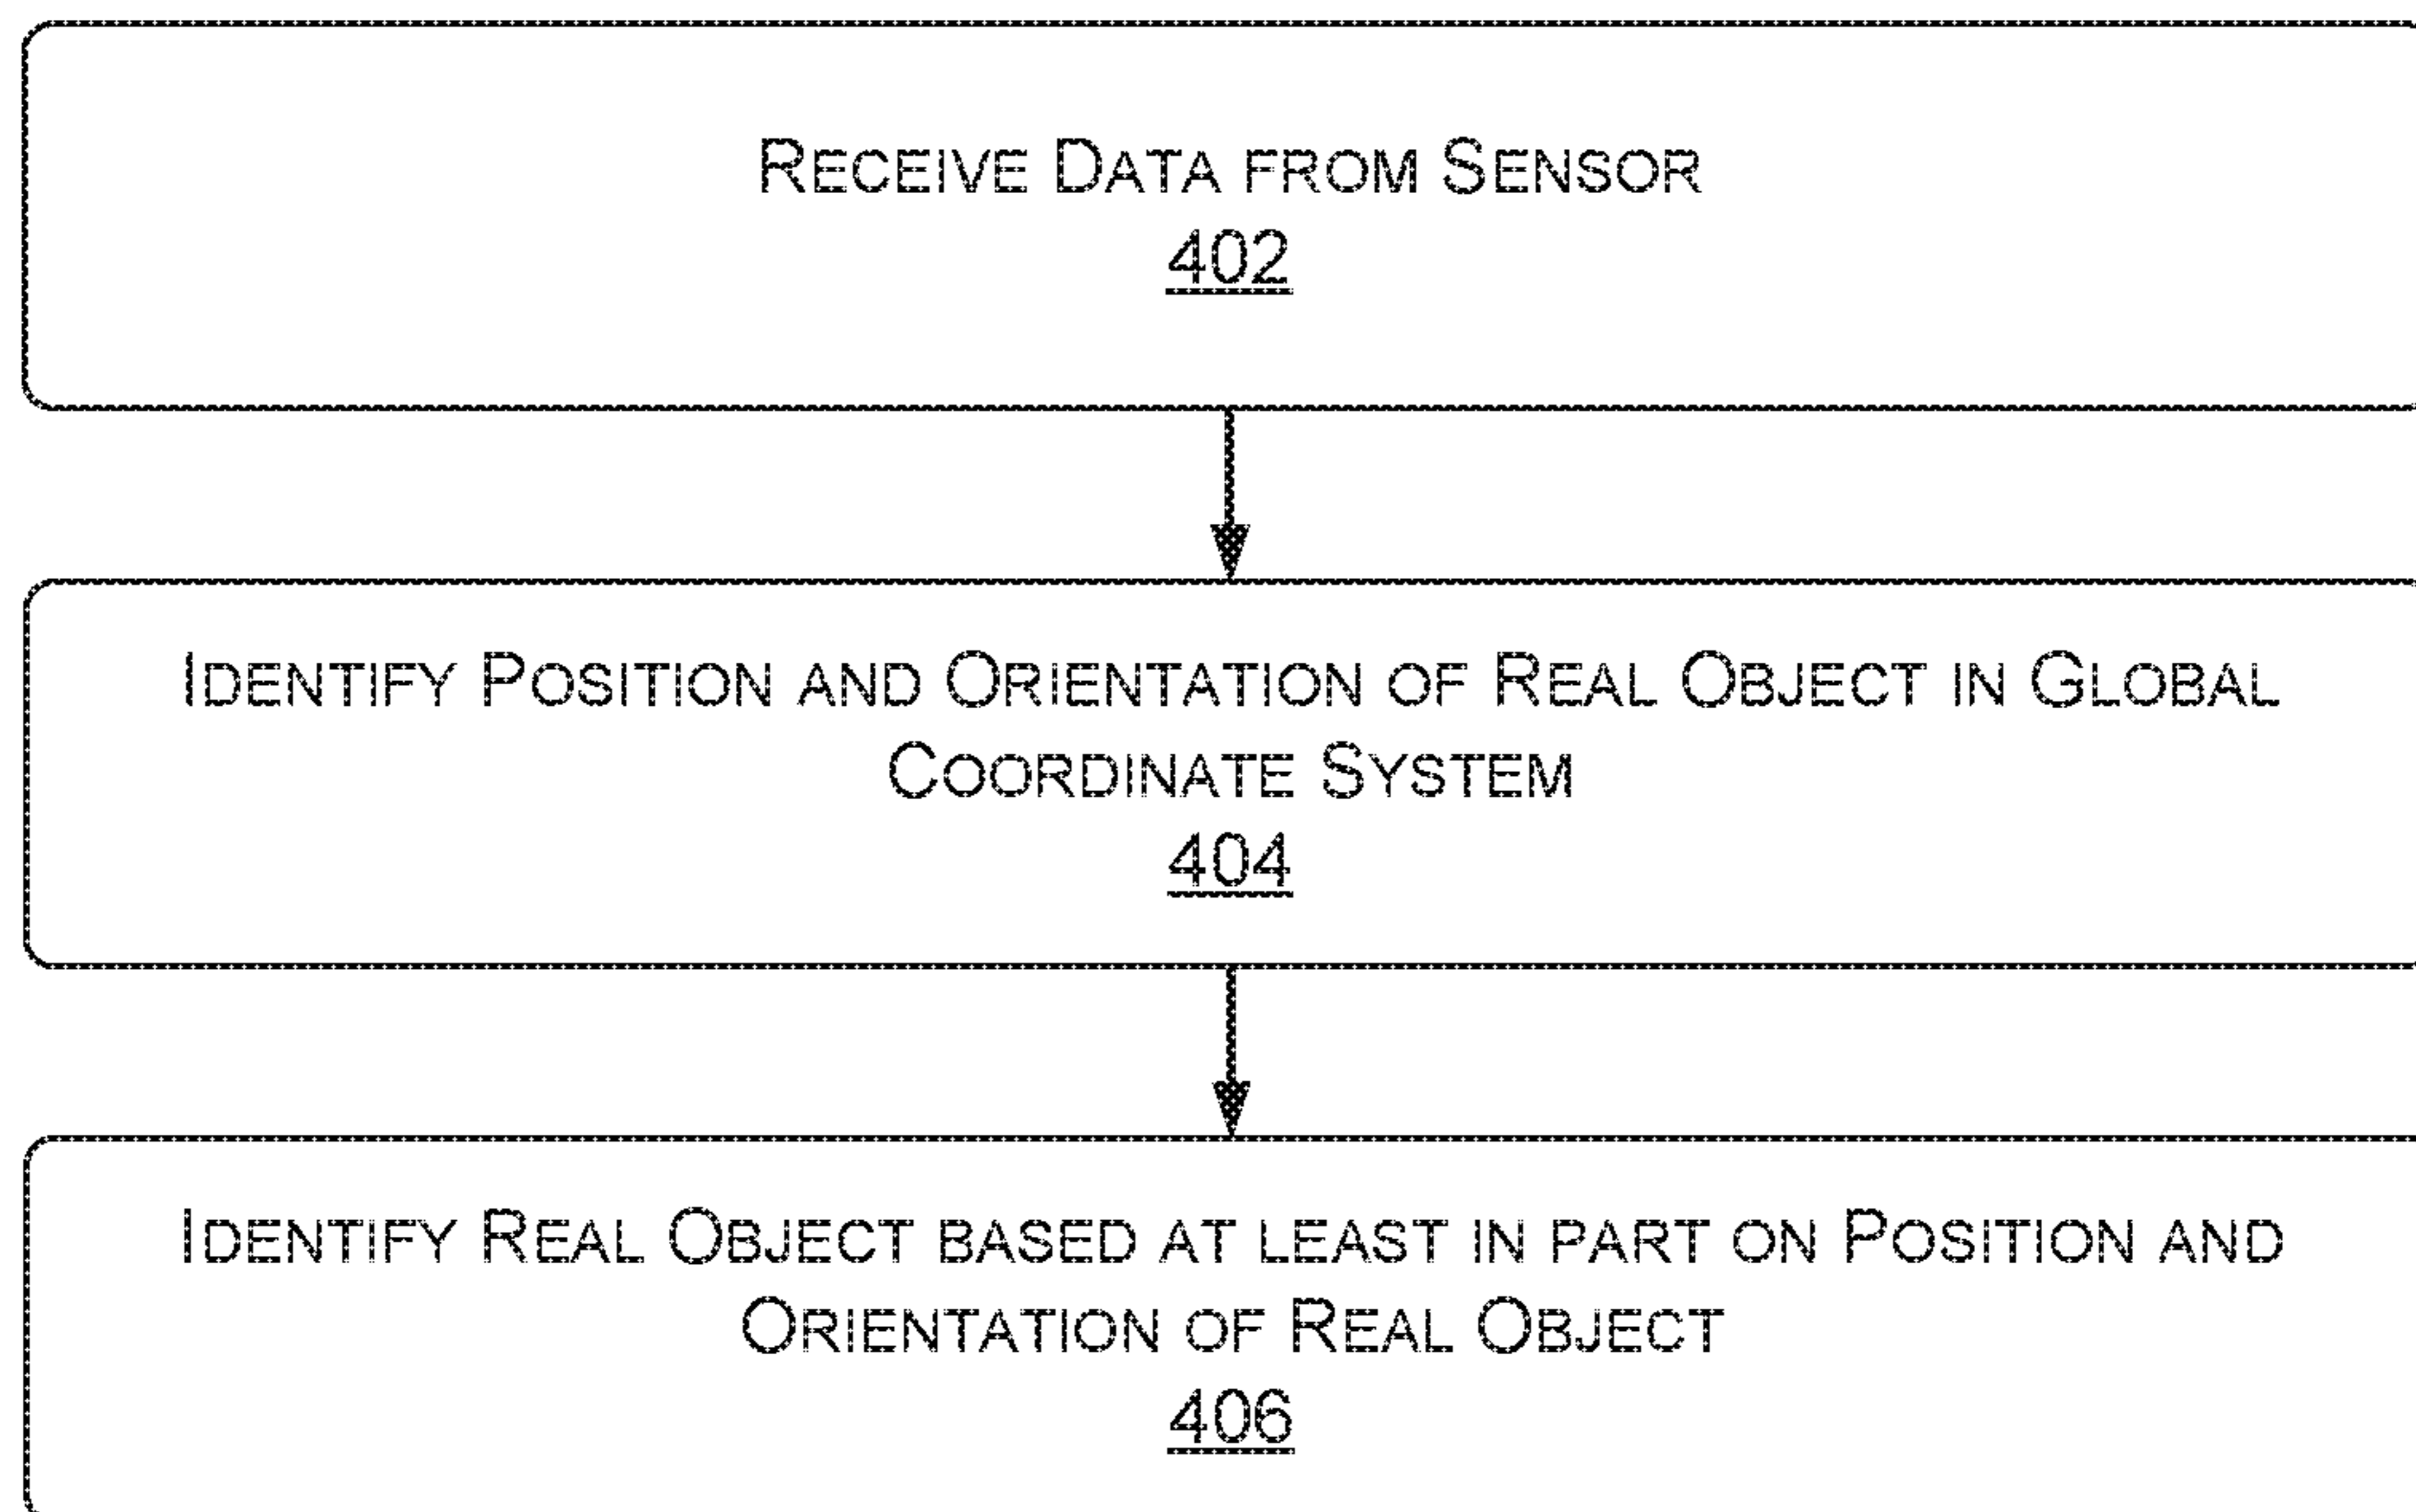 RECEIVE DATA FROM SENSOR
402
IDENTIFY POSITION AND ORIENTATION OF REAL OBJECT IN GLOBAL
COORDINATE SYSTEM
404
IDENTIFY REAL OBJECT BASED AT LEAST IN PART ON POSITION AND
ORIENTATION OF REAL OBJECT
406